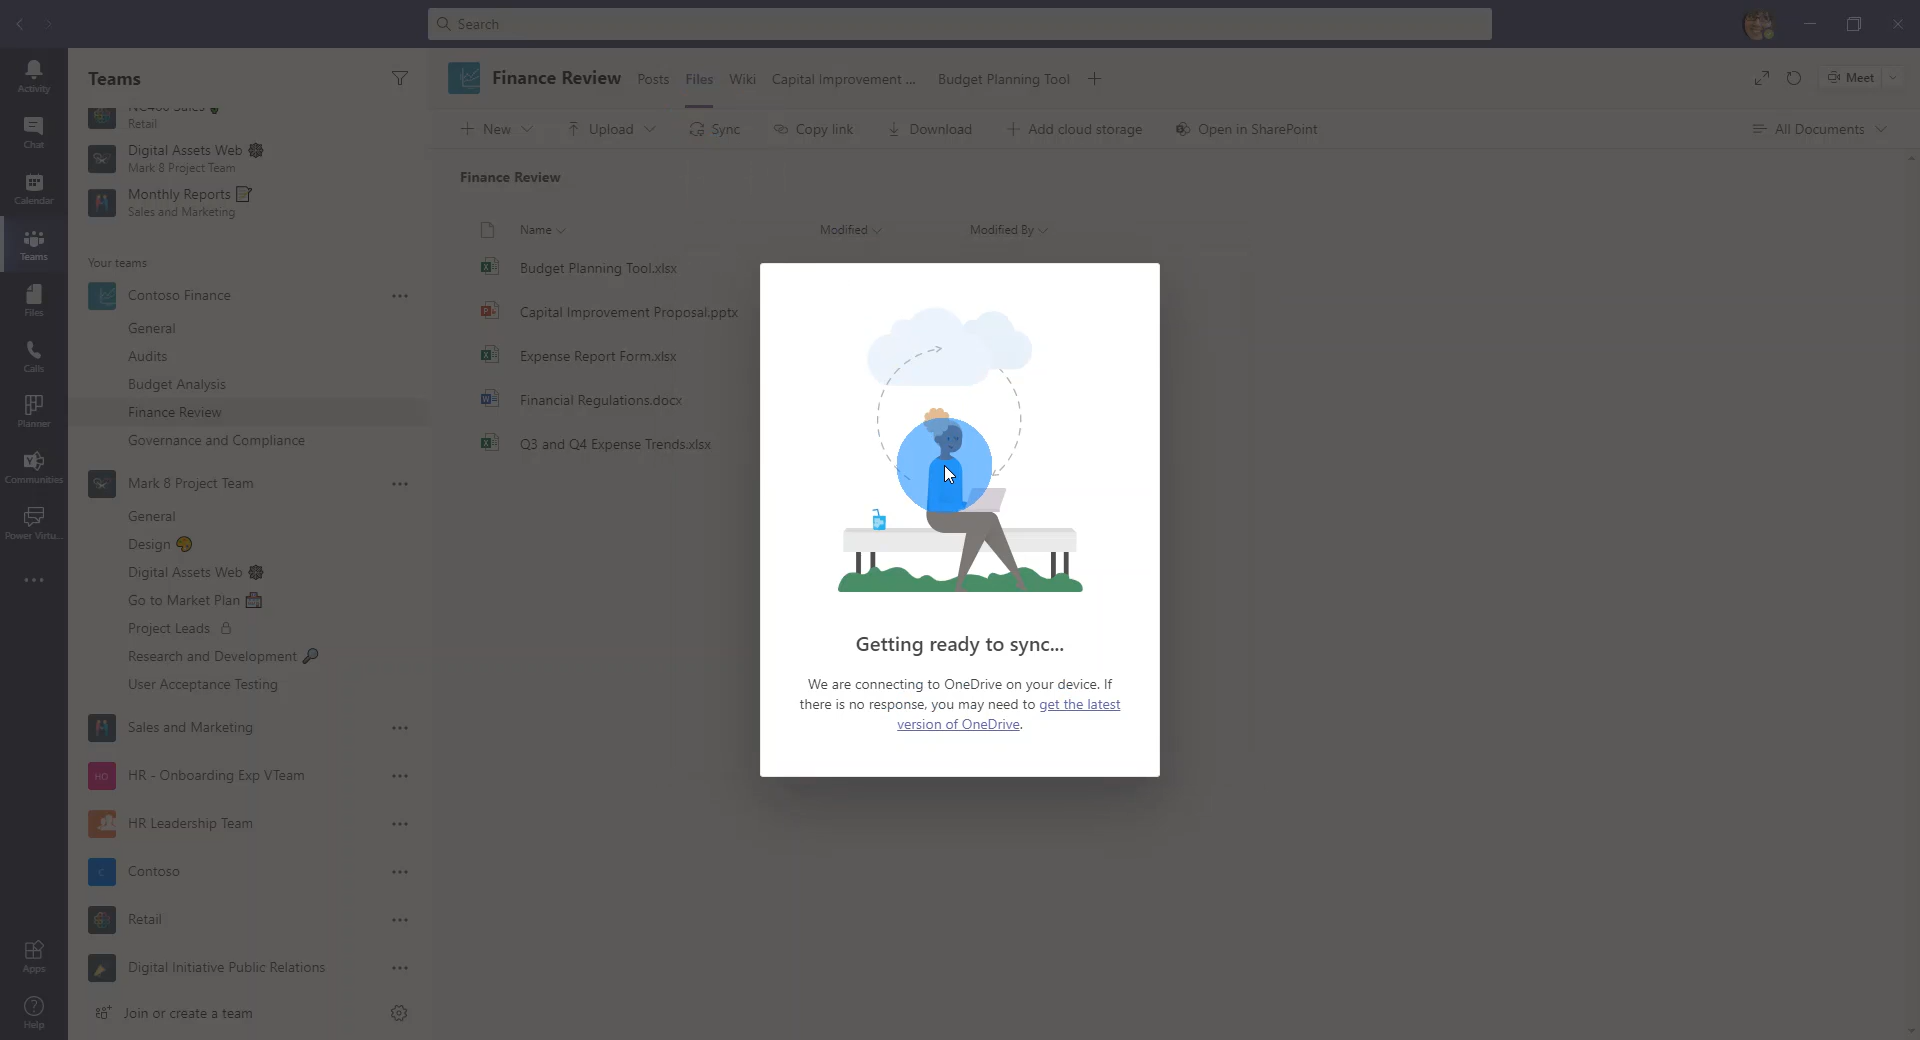 Search
Activity
Chat
Calendar
Teams
Files
Calls
Planner
Communities
Power Virtu...
Apps
Help
Teams
NC460 Sales
Retail
Digital Assets Web
Mark 8 Project Team
Monthly Reports
Sales and Marketing
Your teams
Contoso Finance
General
Audits
Budget Analysis
Finance Review
Governance and Compliance
Mark 8 Project Team
General
Design
Digital Assets Web
Go to Market Plan
Project Leads
Research and Development
User Acceptance Testing
Sales and Marketing
HO HR - Onboarding Exp VTeam
HR Leadership Team
C Contoso
Retail
Digital Initiative Public Relations
Join or create a team
Finance Review Posts Files Wiki Capital Improvement ... Budget Planning Tool Meet
New Upload Sync Copy link Download Add cloud storage Open in SharePoint All Documents
Finance Review
Name Modified Modified By
Budget Planning Tool.xlsx
Capital Improvement Proposal.pptx
Expense Report Form.xlsx
Financial Regulations.docx
Q3 and Q4 Expense Trends.xlsx
Getting ready to sync...
We are connecting to OneDrive on your device. If
there is no response, you may need to get the latest
version of OneDrive.